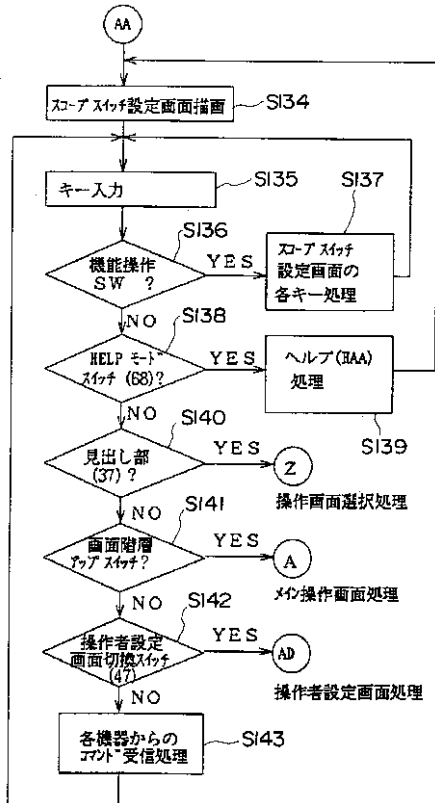 AA
スコープ スイッチ設定画面描画
S134
キー入力
S135
S137
機能操作
SW ?
S136
YES
スコープ スイッチ
設定画面の
各キー処理
NO
S138
HELP モード
スイッチ (68)?
YES
ヘルプ(HAA)
処理
S139
NO
S140
見出し部
(37) ?
YES
Z
操作画面選択処理
NO
S141
画面階層
アップ スイッチ?
YES
A
メイン操作画面処理
NO
S142
操作者設定
画面切換スイッチ
(47)
YES
AD
操作者設定画面処理
NO
各機器からの
コマンド 受信処理
S143